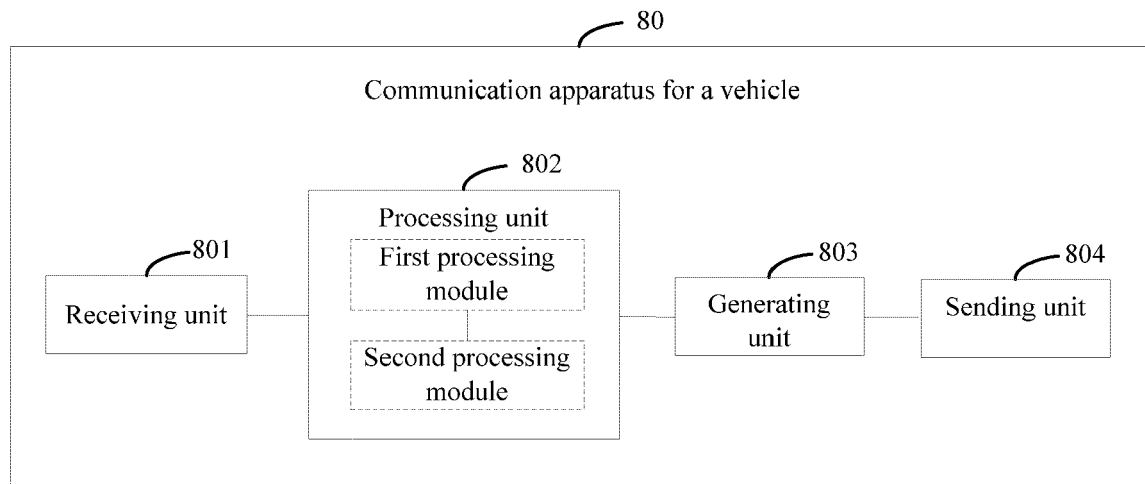 80
Communication apparatus for a vehicle
802
Processing unit
First processing
module
Second processing
module
801
Receiving unit
803
Generating
unit
804
Sending unit